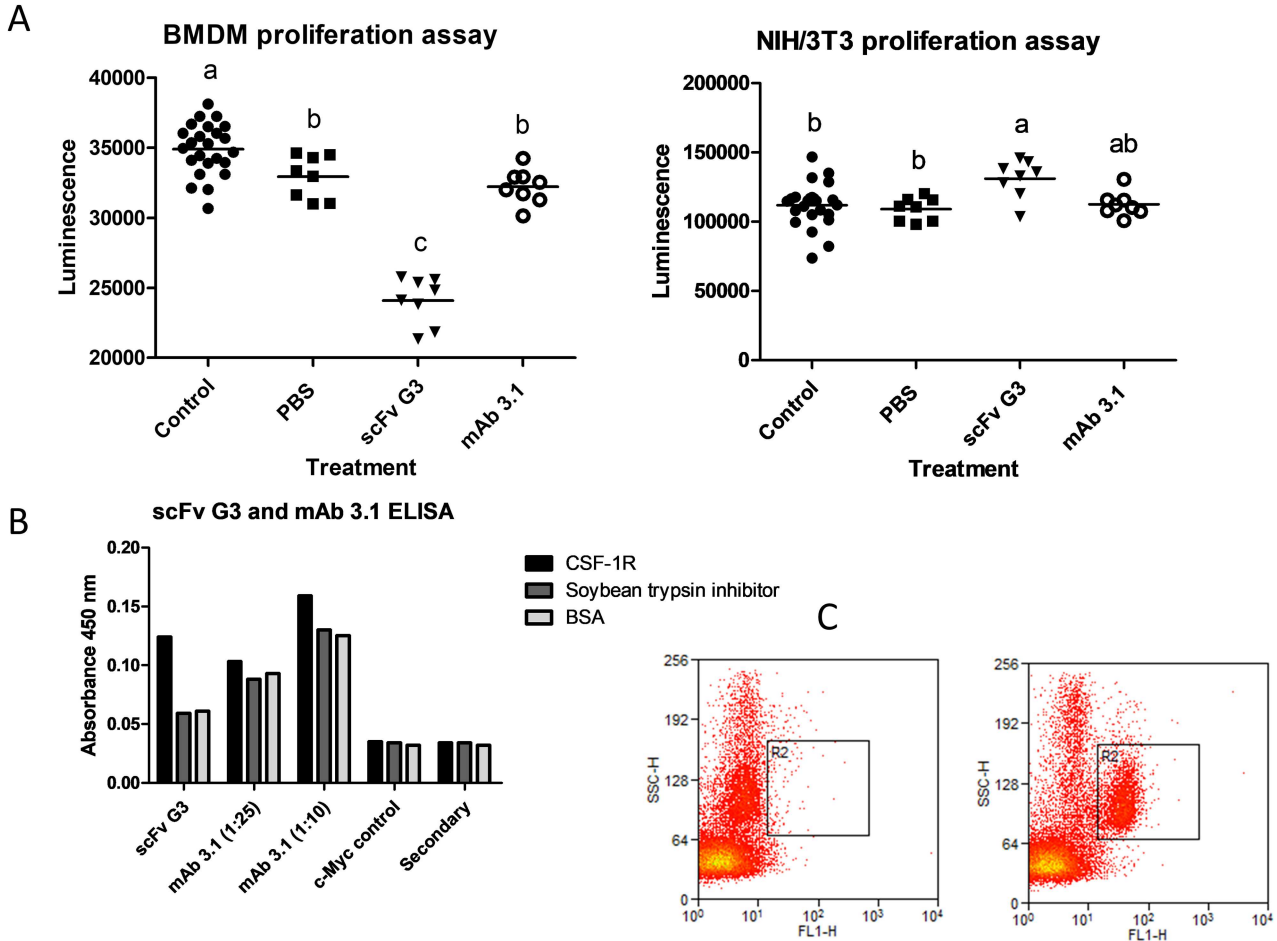 A
BMDM proliferation assay
NIH/3T3 proliferation assay
a
b
c
b
40000
35000
30000
25000
20000
Luminescence
Control
PBS
scFv G3
mAb 3.1
Treatment
b
b
a
ab
200000
150000
100000
50000
0
Luminescence
Control
PBS
scFv G3
mAb 3.1
Treatment
B
scFv G3 and mAb 3.1 ELISA
0.20
0.15
0.10
0.05
0.00
Absorbance 450 nm
scFv G3
mAb 3.1 (1:25)
mAb 3.1 (1:10)
c-Myc control
Secondary
CSF-1R
Soybean trypsin inhibitor
BSA
C
256
192
128
64
0
SSC-H
R2
10⁰ 10¹ 10² 10³ 10⁴
FL1-H
256
192
128
64
0
SSC-H
R2
10⁰ 10¹ 10² 10³ 10⁴
FL1-H